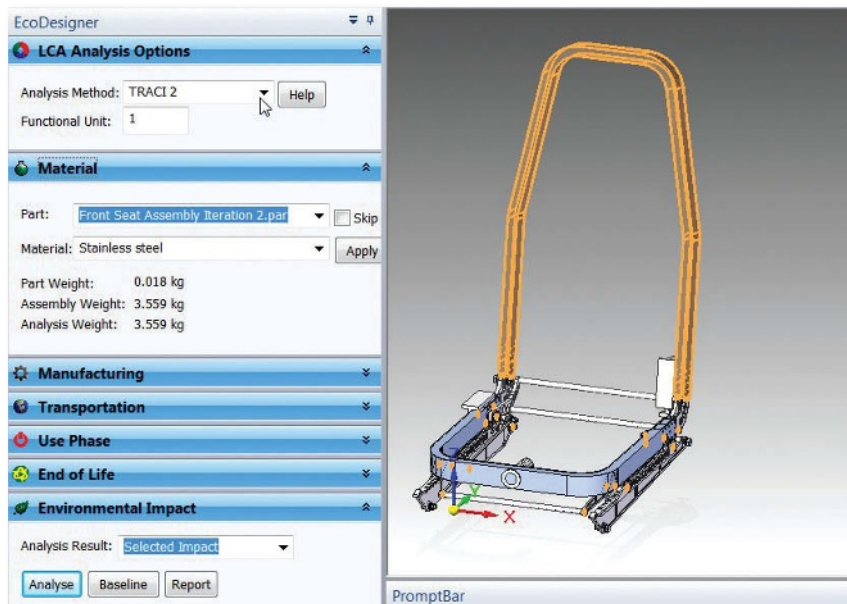 EcoDesigner
LCA Analysis Options
Analysis Method: TRACI 2 Help
Functional Unit: 1
Material
Part: Front Seat Assembly Iteration 2.par Skip
Material: Stainless steel Apply
Part Weight: 0.018 kg
Assembly Weight: 3.559 kg
Analysis Weight: 3.559 kg
Manufacturing
Transportation
Use Phase
End of Life
Environmental Impact
Analysis Result: Selected Impact
Analyse Baseline Report
Z
Y
X
PromptBar